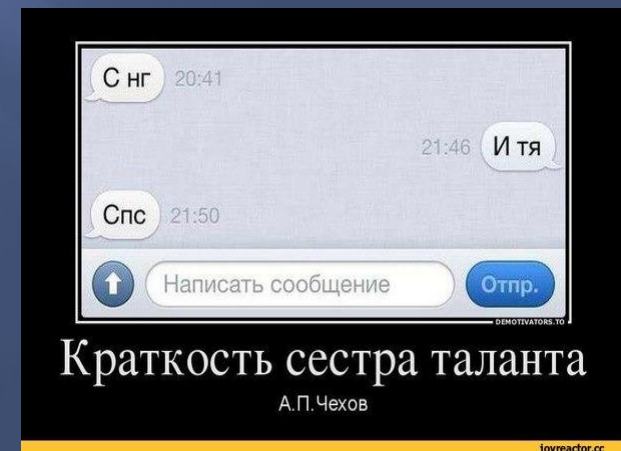 С нг 20:41
21:46 И тя
Спс 21:50
Написать сообщение Отпр.
DEMOTIVATORS.TO
Краткость сестра таланта
А.П.Чехов
joyreactor.cc